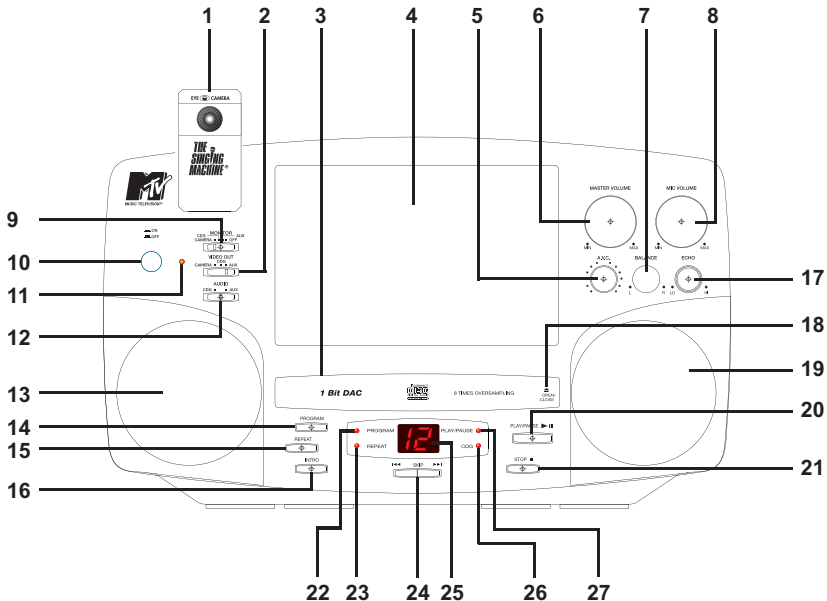 1 2 3 4 5 6 7 8
EYE CAMERA
THE
SINGING
MACHINE®
MTV
MUSIC TELEVISION®
MASTER VOLUME MIC VOLUME
MIN MAX MIN MAX
9
MONITOR
CDG AUX
CAMERA OFF
ON
OFF
10
VIDEO OUT
CDG
CAMERA AUX
11
A.V.C. BALANCE ECHO
L R LO HI
17
12
AUDIO
CDG AUX
18
13
1 Bit DAC
COMPACT
disc
8 TIMES OVERSAMPLING
OPEN/
CLOSE
19
20
14
PROGRAM
PROGRAM 12 PLAY/PAUSE
PLAY/PAUSE
15
REPEAT
REPEAT CDG
16
INTRO
SKIP
STOP
21
22 23 24 25 26 27